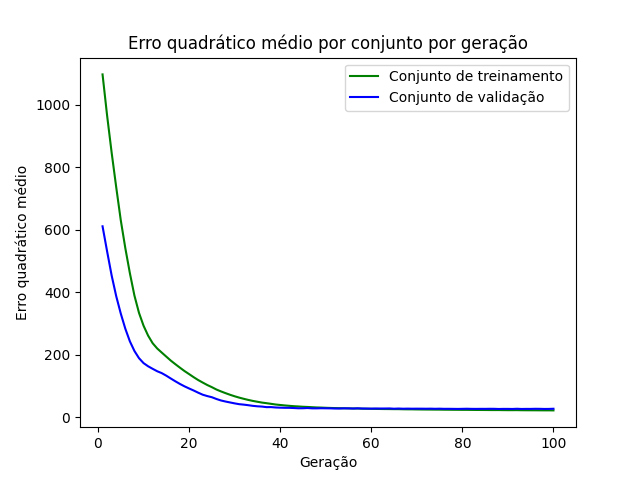 Erro quadrático médio por conjunto por geração
Conjunto de treinamento
Conjunto de validação
Erro quadrático médio
1000
800
600
400
200
0
0 20 40 60 80 100
Geração